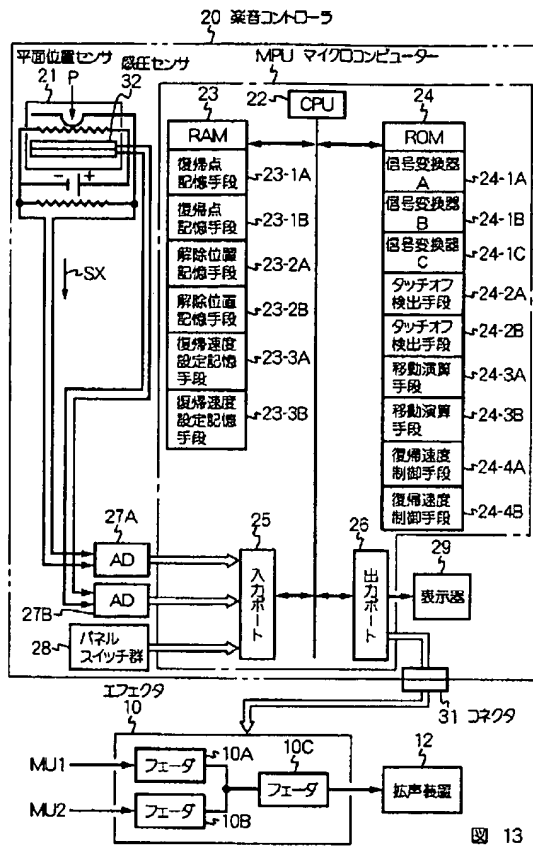 20 楽音コントローラ
平面位置センサ
感圧センサ
MPU マイクロコンピューター
21
P
32
22
CPU
23
RAM
復帰点
記憶手段
23-1A
復帰点
記憶手段
23-1B
解除位置
記憶手段
23-2A
解除位置
記憶手段
23-2B
復帰速度
設定記憶
手段
23-3A
復帰速度
設定記憶
手段
23-3B
24
ROM
信号変換器
A
24-1A
信号変換器
B
24-1B
信号変換器
C
24-1C
タッチオフ
検出手段
24-2A
タッチオフ
検出手段
24-2B
移動演算
手段
24-3A
移動演算
手段
24-3B
復帰速度
制御手段
24-4A
復帰速度
制御手段
24-4B
- +
SX
27A
AD
AD
27B
28
パネル
スイッチ群
25
入力ポート
26
出力ポート
29
表示器
31 コネクタ
エフェクタ
10
MU1
フェーダ
10A
MU2
フェーダ
10B
10C
フェーダ
12
拡声装置
図 13